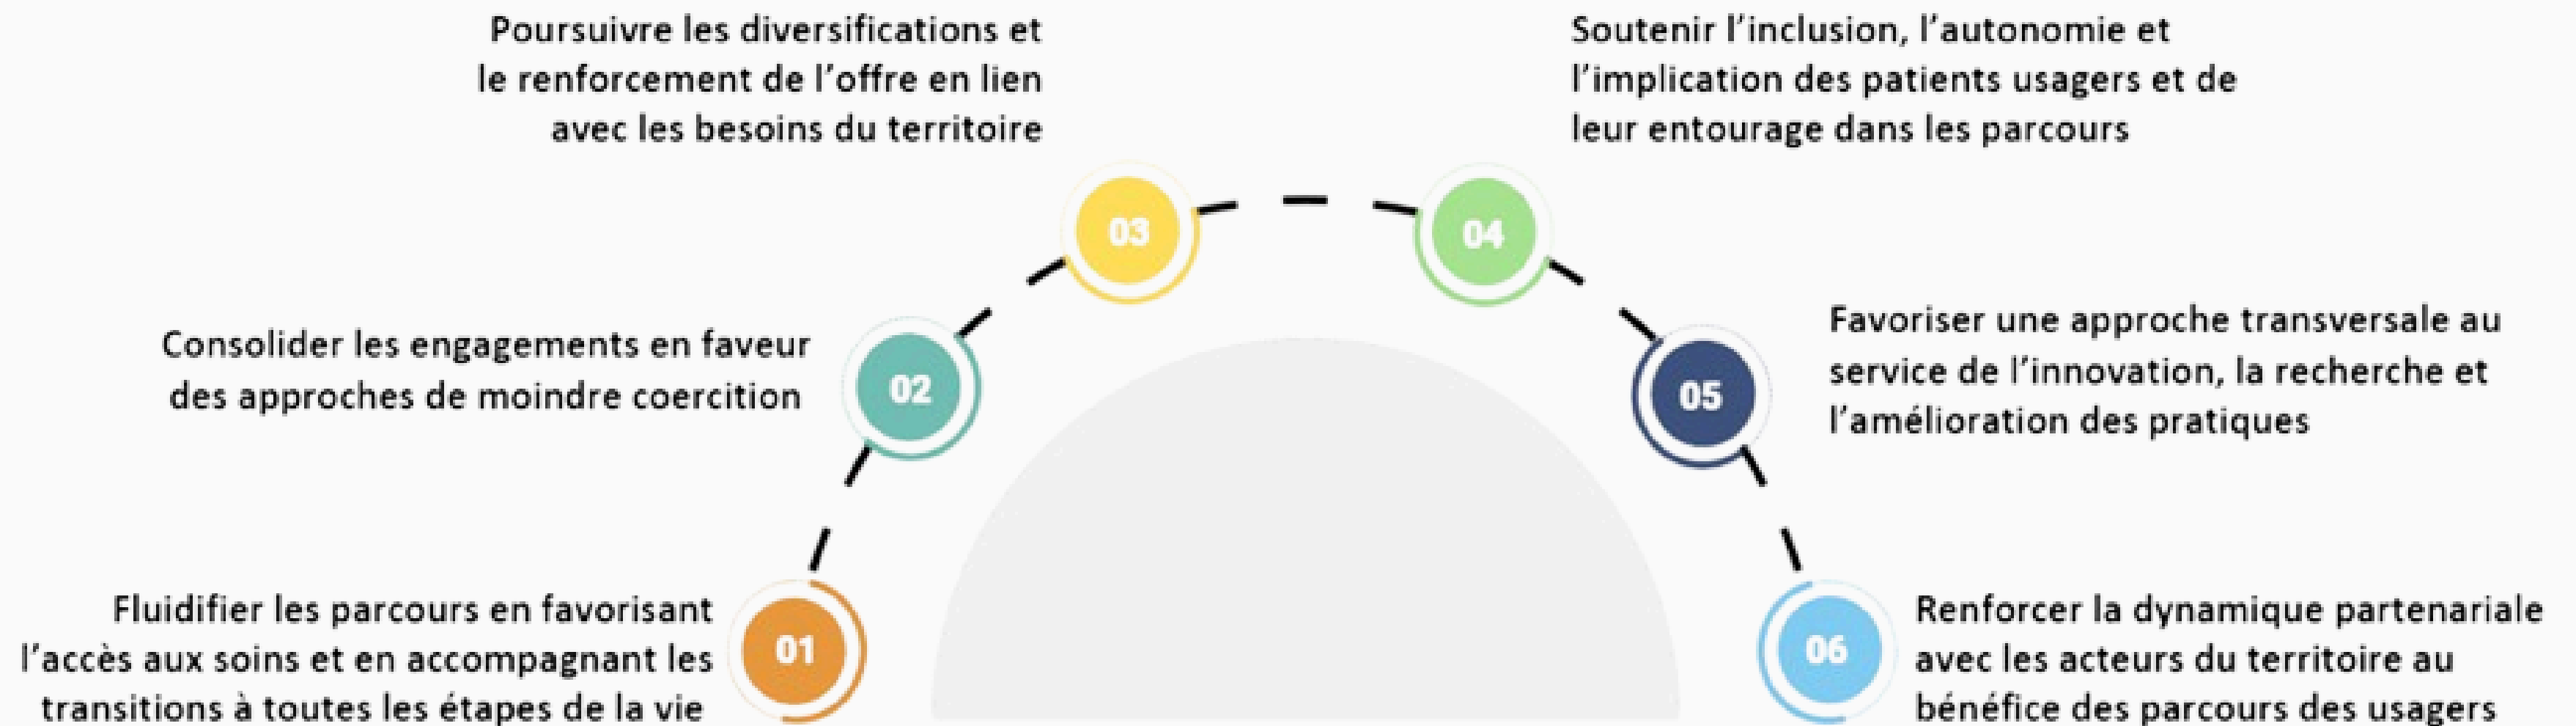 01
Fluidifier les parcours en favorisant
l'accès aux soins et en accompagnant les
transitions à toutes les étapes de la vie
02
Consolider les engagements en faveur
des approches de moindre coercition
03
Poursuivre les diversifications et
le renforcement de l'offre en lien
avec les besoins du territoire
04
Soutenir l'inclusion, l'autonomie et
l'implication des patients usagers et de
leur entourage dans les parcours
05
Favoriser une approche transversale au
service de l'innovation, la recherche et
l'amélioration des pratiques
06
Renforcer la dynamique partenariale
avec les acteurs du territoire au
bénéfice des parcours des usagers